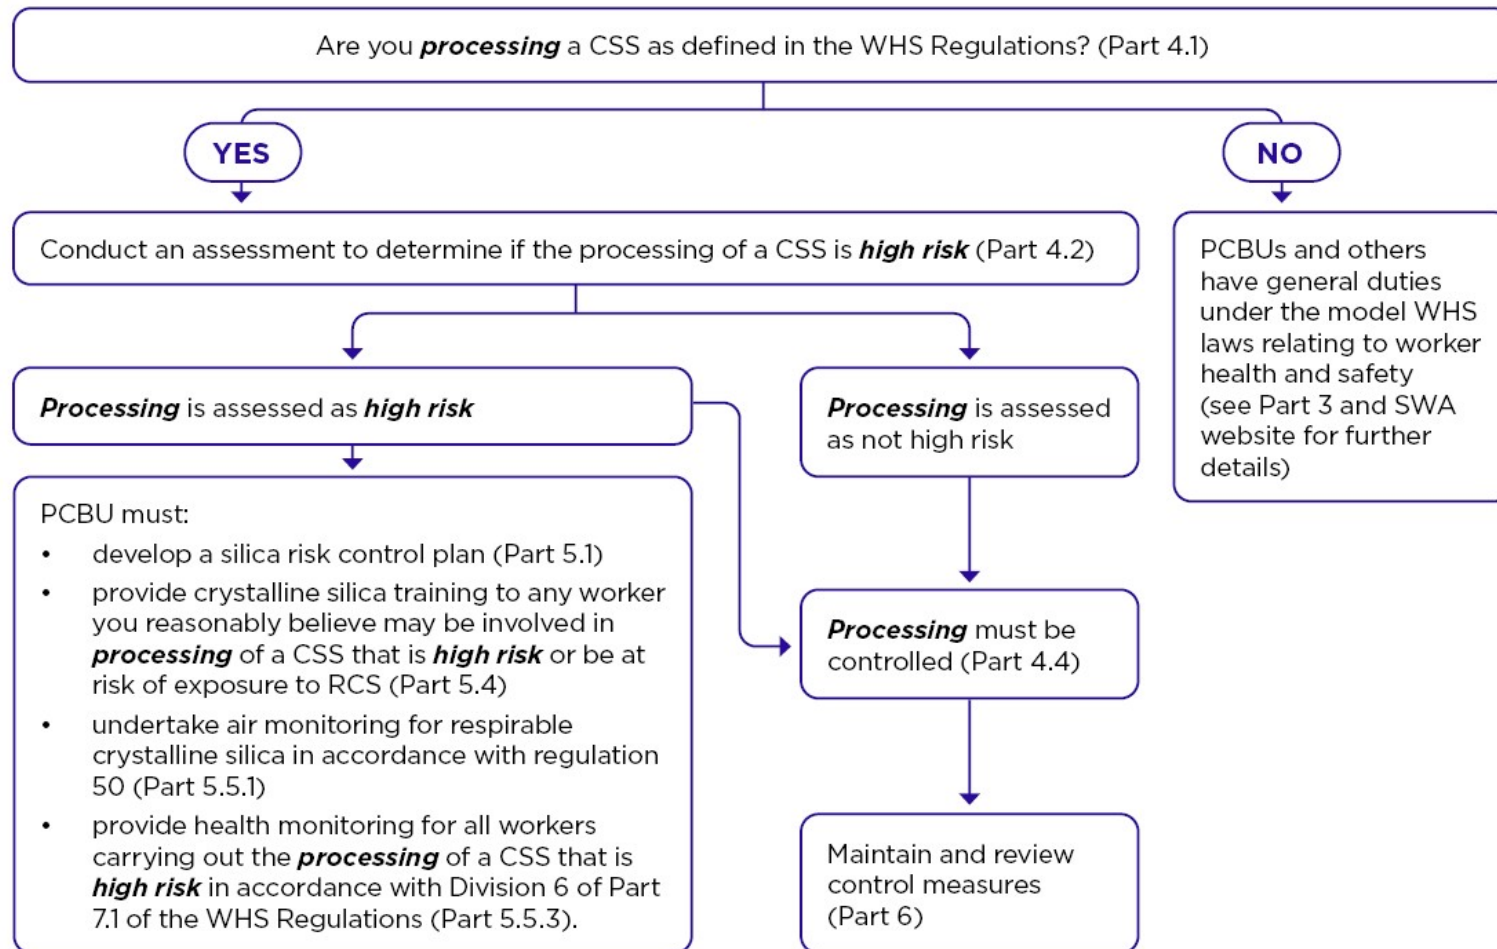 Are you processing a CSS as defined in the WHS Regulations? (Part 4.1)
YES
NO
Conduct an assessment to determine if the processing of a CSS is high risk (Part 4.2)
PCBUs and others
have general duties
under the model WHS
laws relating to worker
health and safety
(see Part 3 and SWA
website for further
details)
Processing is assessed as high risk
Processing is assessed
as not high risk
PCBU must:
• develop a silica risk control plan (Part 5.1)
• provide crystalline silica training to any worker
you reasonably believe may be involved in
processing of a CSS that is high risk or be at
risk of exposure to RCS (Part 5.4)
• undertake air monitoring for respirable
crystalline silica in accordance with regulation
50 (Part 5.5.1)
• provide health monitoring for all workers
carrying out the processing of a CSS that is
high risk in accordance with Division 6 of Part
7.1 of the WHS Regulations (Part 5.5.3).
Processing must be
controlled (Part 4.4)
Maintain and review
control measures
(Part 6)